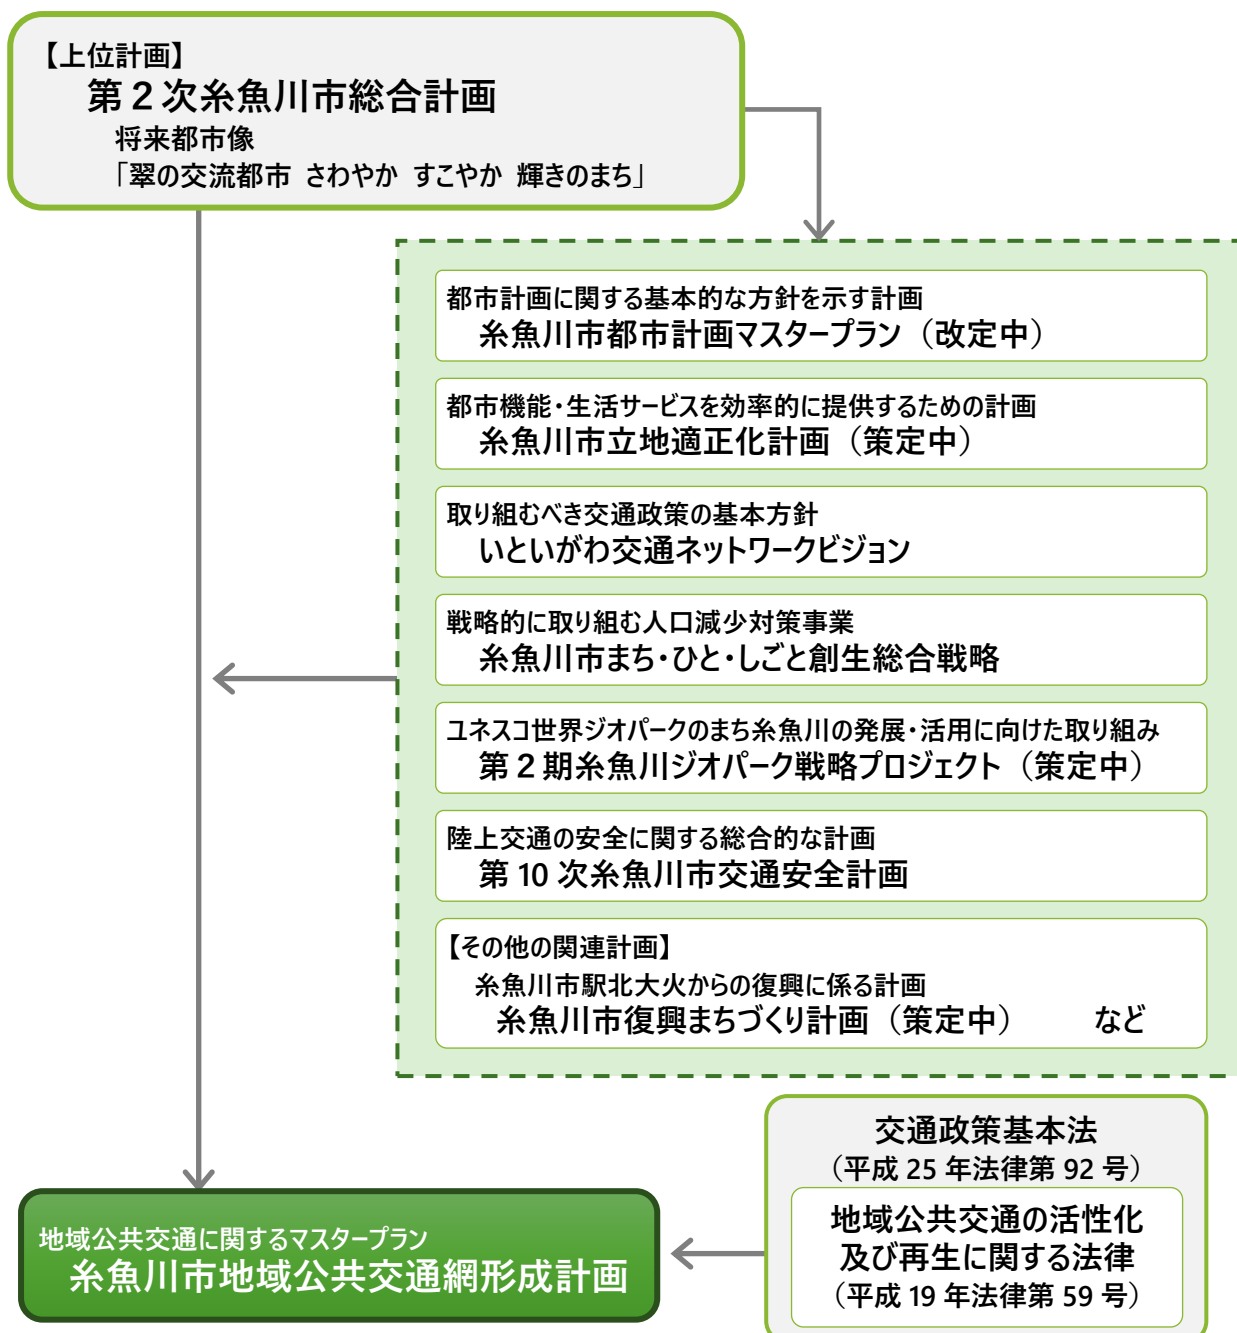 【上位計画】
第2次糸魚川市総合計画
将来都市像
「翠の交流都市 さわやか すこやか 輝きのまち」
都市計画に関する基本的な方針を示す計画
糸魚川市都市計画マスタープラン（改定中）
都市機能・生活サービスを効率的に提供するための計画
糸魚川市立地適正化計画（策定中）
取り組むべき交通政策の基本方針
いといがわ交通ネットワークビジョン
戦略的に取り組む人口減少対策事業
糸魚川市まち・ひと・しごと創生総合戦略
ユネスコ世界ジオパークのまち糸魚川の発展・活用に向けた取り組み
第2期糸魚川ジオパーク戦略プロジェクト（策定中）
陸上交通の安全に関する総合的な計画
第10次糸魚川市交通安全計画
【その他の関連計画】
糸魚川市駅北大火からの復興に係る計画
糸魚川市復興まちづくり計画（策定中） など
交通政策基本法
（平成25年法律第92号）
地域公共交通の活性化
及び再生に関する法律
（平成19年法律第59号）
地域公共交通に関するマスタープラン
糸魚川市地域公共交通網形成計画